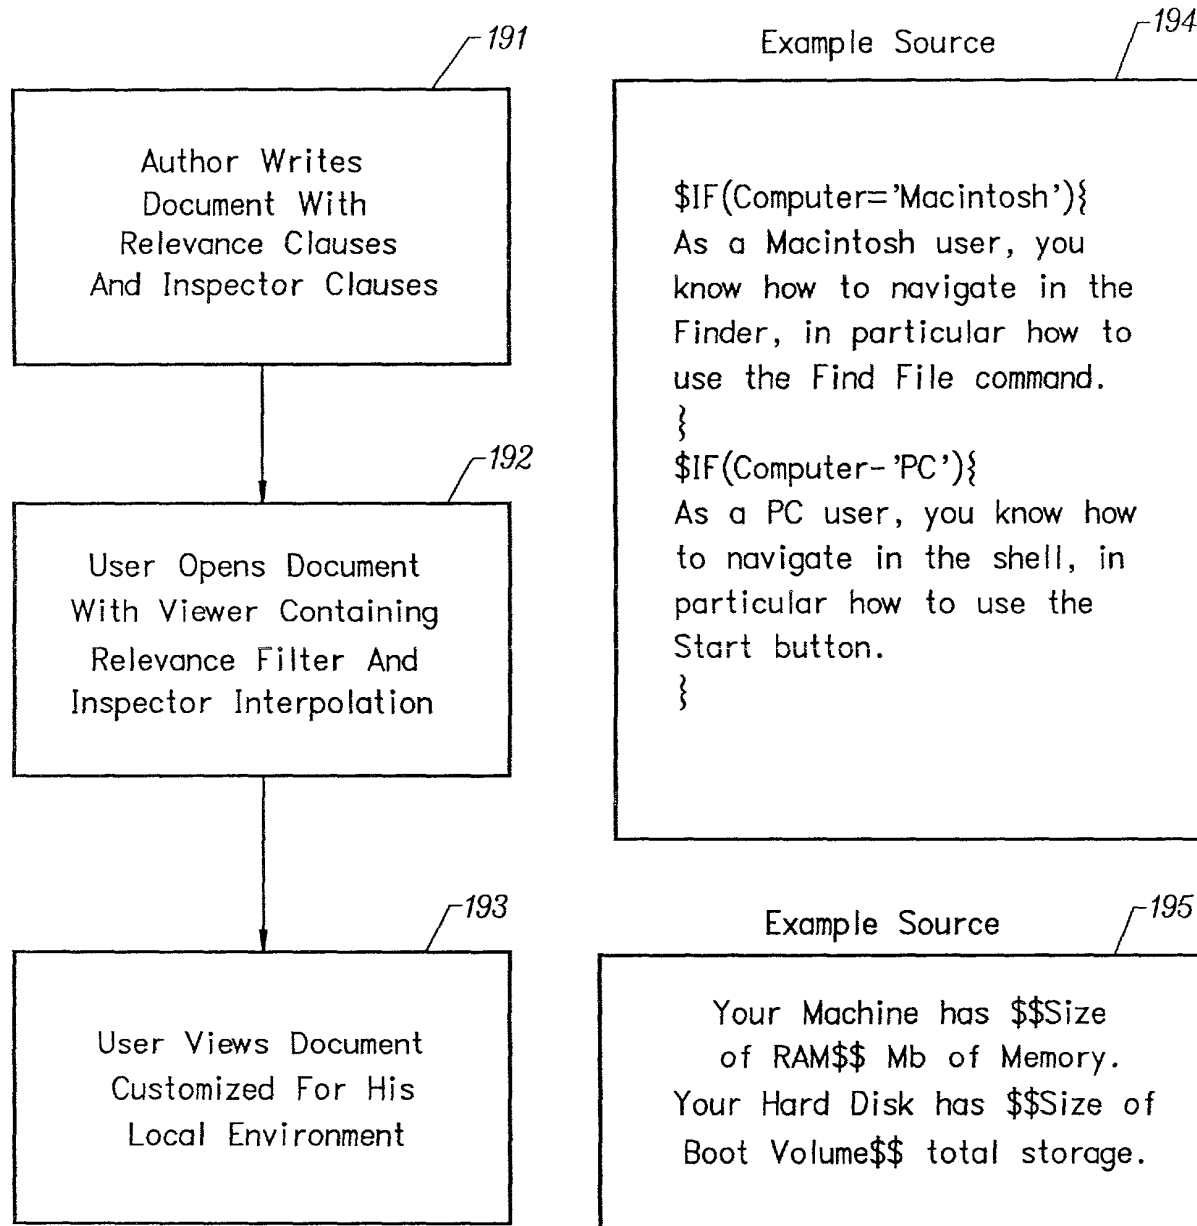 191
Author Writes
Document With
Relevance Clauses
And Inspector Clauses
192
User Opens Document
With Viewer Containing
Relevance Filter And
Inspector Interpolation
193
User Views Document
Customized For His
Local Environment
Example Source
194
$IF(Computer='Macintosh'){
As a Macintosh user, you
know how to navigate in the
Finder, in particular how to
use the Find File command.
}
$IF(Computer-'PC'){
As a PC user, you know how
to navigate in the shell, in
particular how to use the
Start button.
}
Example Source
195
Your Machine has $$Size
of RAM$$ Mb of Memory.
Your Hard Disk has $$Size of
Boot Volume$$ total storage.